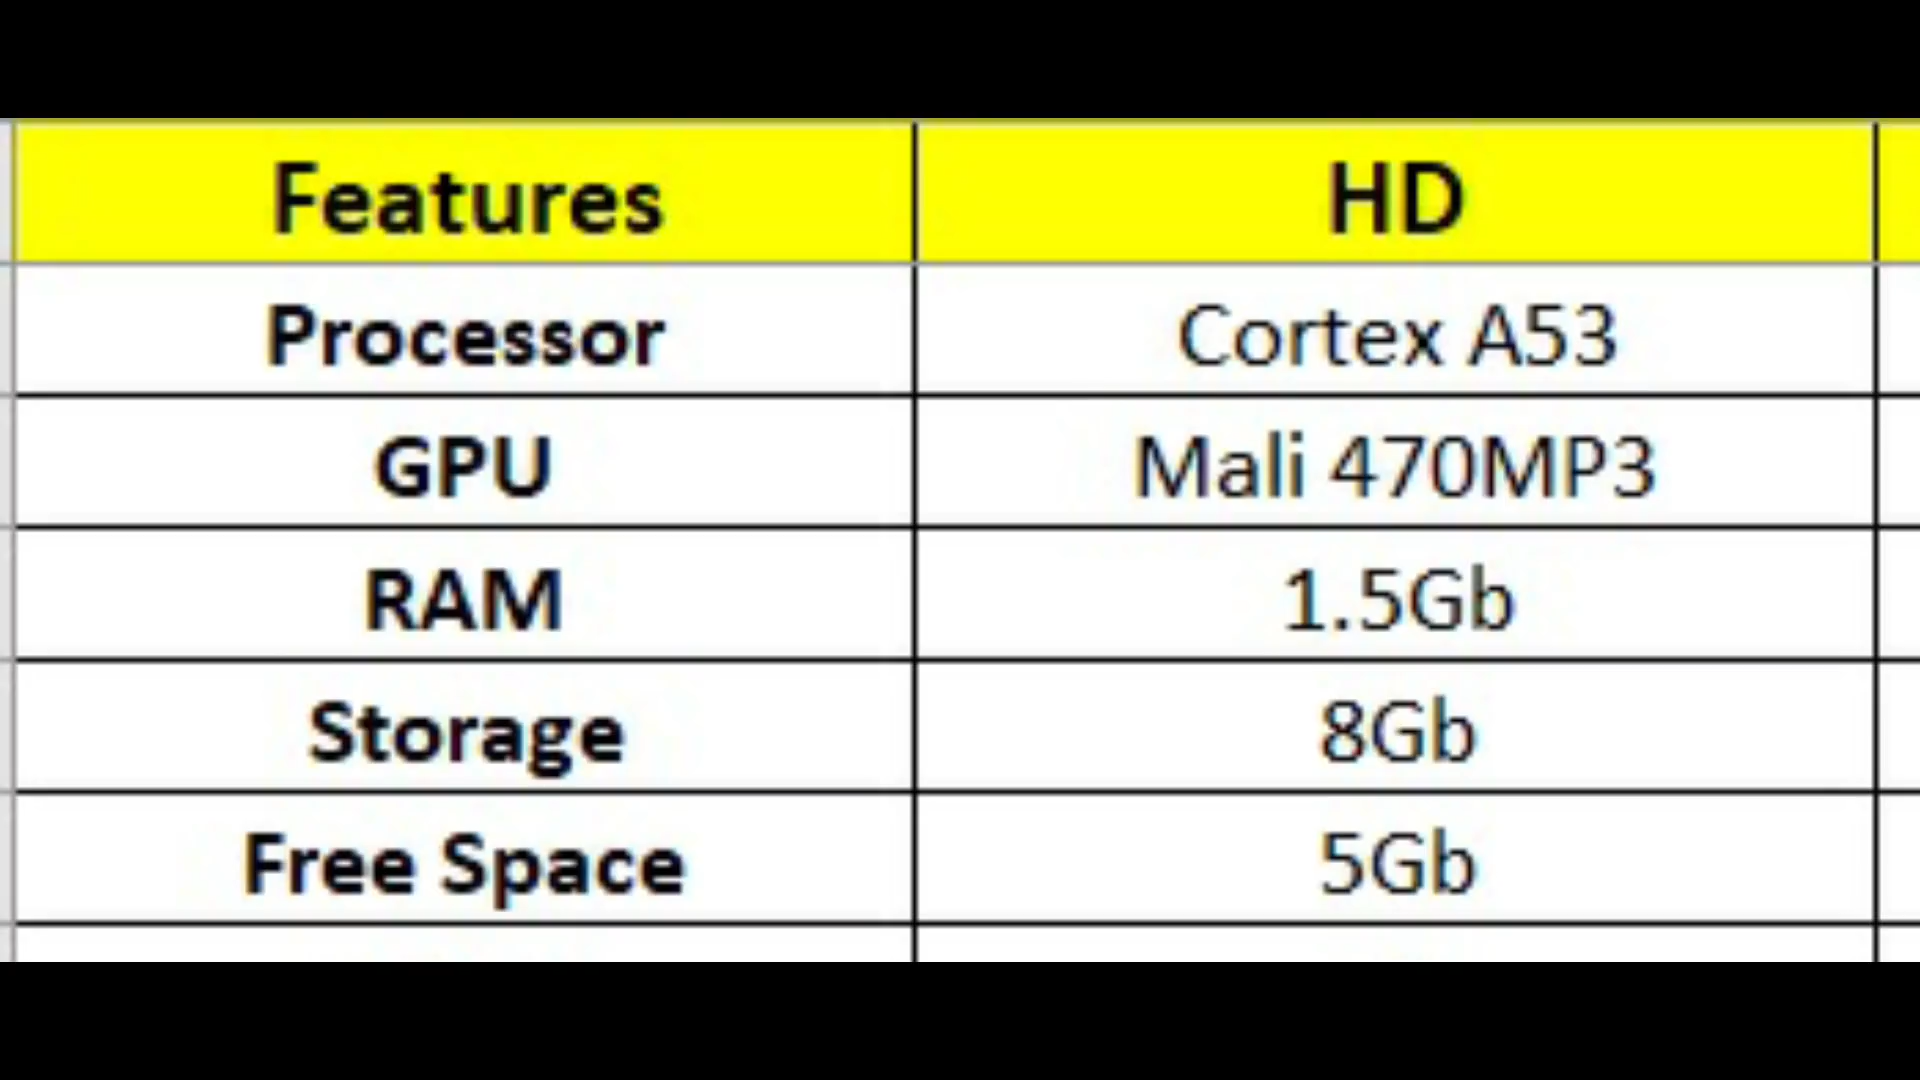 Features HD
Processor Cortex A53
GPU Mali 470MP3
RAM 1.5Gb
Storage 8Gb
Free Space 5Gb